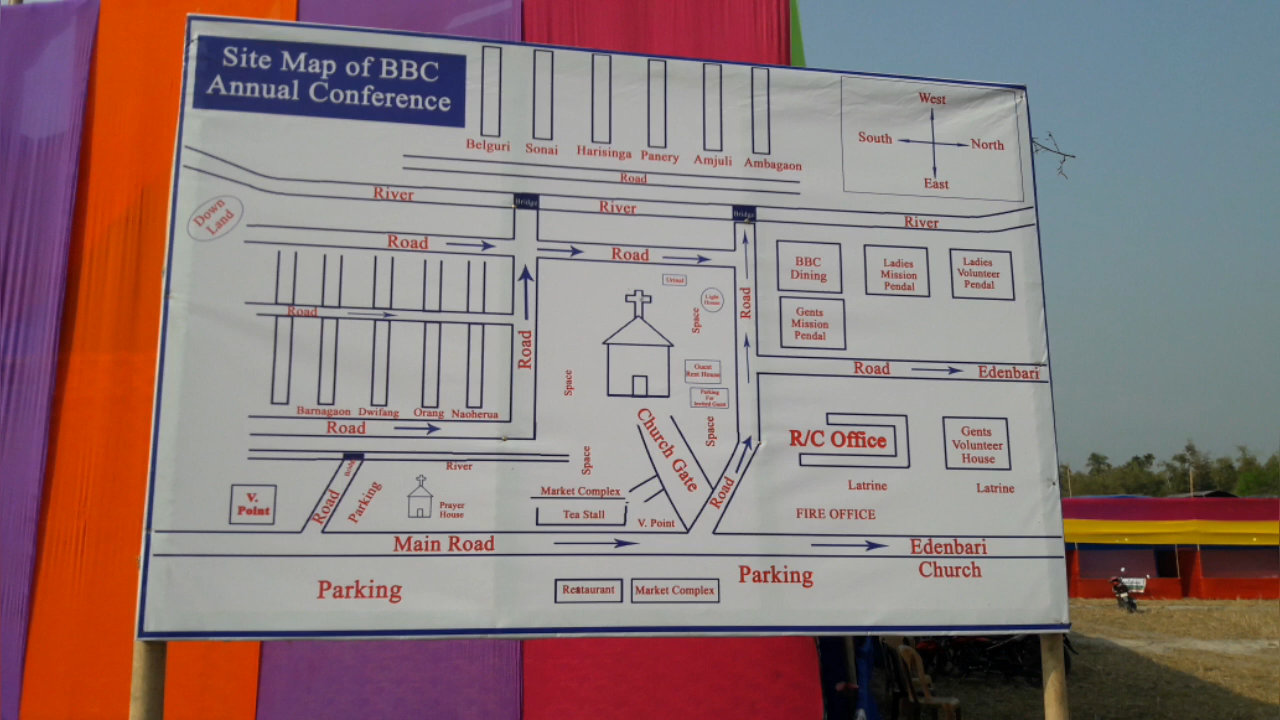 Site Map of BBC
Annual Conference
Belguri Sonai Harisinga Panery Amjuli Ambagaon
West
South North
East
Road
River River River
Bridge Bridge
Down
Land
Road Road
BBC
Dining
Ladies
Mission
Pendal
Ladies
Volunteer
Pendal
Urinal
Light
House
Space
Road
Gents
Mission
Pendal
Road
Road
Guest
Rest House
Parking
For
Invited Guest
Space
Space
Road Edenbari
Barnagaon Dwifang Orang Naoherua
Road
Church Gate
R/C Office
Gents
Volunteer
House
River
Bridge
Space
Latrine Latrine
V.
Point
Road
Parking
Prayer
House
Market Complex
Tea Stall
V. Point
Road
FIRE OFFICE
Main Road
Edenbari
Church
Parking
Restaurant
Market Complex
Parking